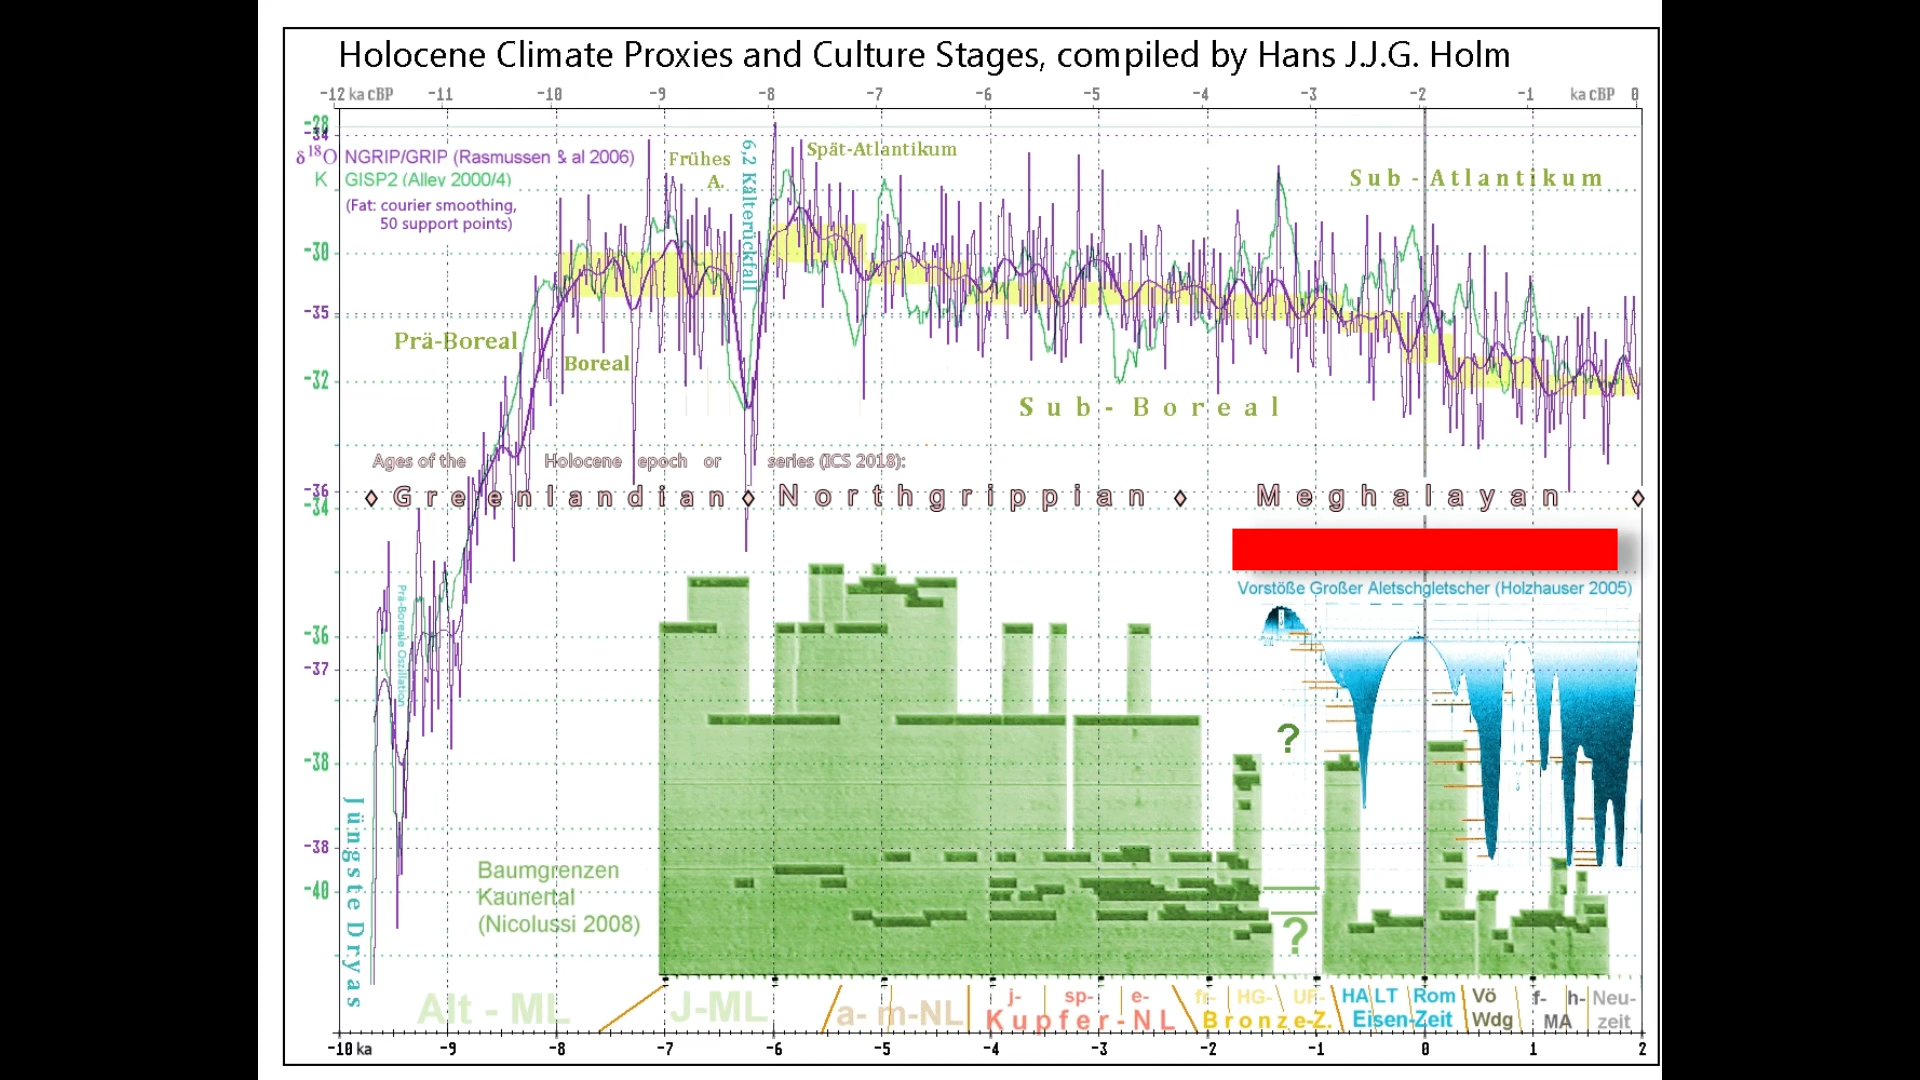 Holocene Climate Proxies and Culture Stages, compiled by Hans J.J.G. Holm
-12 ka cBP -11 -10 -9 -8 -7 -6 -5 -4 -3 -2 -1 ka cBP 0
-28
-34
δ18O NGRIP/GRIP (Rasmussen & al 2006)
K GISP2 (Alley 2000/4)
(Fat: courier smoothing,
50 support points)
Frühes
A.
6,2 Kälterückfall
Spät-Atlantikum
Sub-Atlantikum
-30
-35
Prä-Boreal
Boreal
-32
Sub-Boreal
Ages of the Holocene epoch or series (ICS 2018):
-36
Greenlandian Northgrippian Meghalayan
-34
Vorstöße Großer Aletschgletscher (Holzhauser 2005)
Prä-Boreale Oszillation
-36
-37
?
-38
Jüngste Dryas
-38
Baumgrenzen
Kaunertal
(Nicolussi 2008)
-40
?
Alt - ML J-ML a- m-NL
j- sp- e-
Kupfer-NL
fr- HG- UF-
Bronze-Z.
HA LT Rom
Eisen-Zeit
Vö
Wdg
f- h-
MA
Neu-
zeit
-10 ka -9 -8 -7 -6 -5 -4 -3 -2 -1 0 1 2